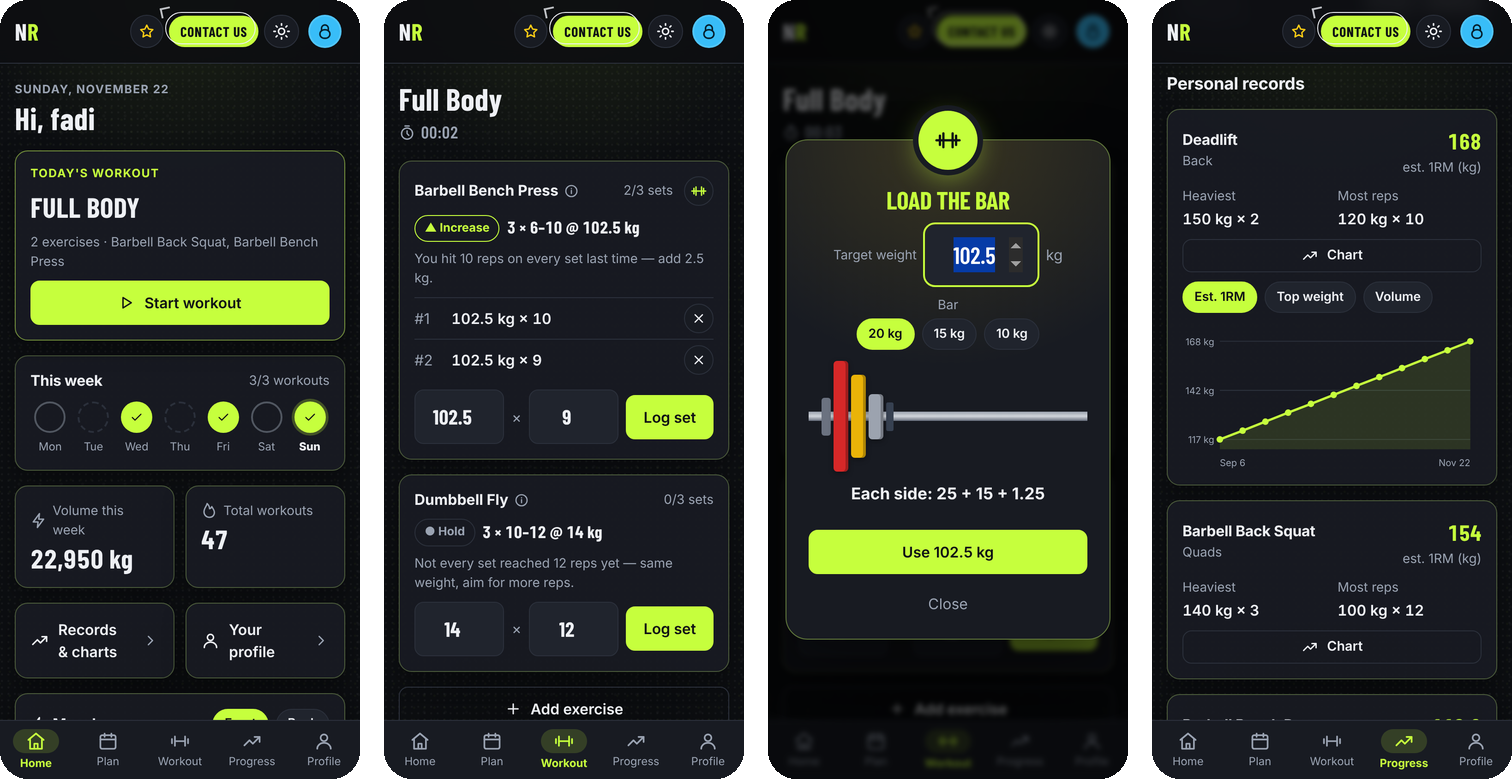 NR
CONTACT US
SUNDAY, NOVEMBER 22
Hi, fadi
TODAY'S WORKOUT
FULL BODY
2 exercises · Barbell Back Squat, Barbell Bench
Press
Start workout
This week
3/3 workouts
Mon Tue Wed Thu Fri Sat Sun
Volume this
week
22,950 kg
Total workouts
47
Records
& charts
Your
profile
Home Plan Workout Progress Profile
NR
CONTACT US
Full Body
00:02
Barbell Bench Press
2/3 sets
Increase
3 × 6–10 @ 102.5 kg
You hit 10 reps on every set last time — add 2.5
kg.
#1 102.5 kg × 10
#2 102.5 kg × 9
102.5 × 9 Log set
Dumbbell Fly
0/3 sets
Hold
3 × 10–12 @ 14 kg
Not every set reached 12 reps yet — same
weight, aim for more reps.
14 × 12 Log set
Add exercise
Home Plan Workout Progress Profile
NR
CONTACT US
Full Body
LOAD THE BAR
Target weight 102.5 kg
Bar
20 kg 15 kg 10 kg
Each side: 25 + 15 + 1.25
Use 102.5 kg
Close
Add exercise
NR
CONTACT US
Personal records
Deadlift
168
Back
est. 1RM (kg)
Heaviest Most reps
150 kg × 2 120 kg × 10
Chart
Est. 1RM Top weight Volume
168 kg
142 kg
117 kg
Sep 6 Nov 22
Barbell Back Squat
154
Quads
est. 1RM (kg)
Heaviest Most reps
140 kg × 3 100 kg × 12
Chart
Home Plan Workout Progress Profile